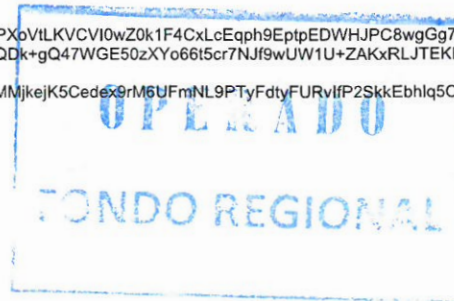 PXoVtLKVCVI0wZ0k1F4CxLcEqph9EptpEDWHJPC8wgGg7
QDk+gQ47WGE50zXYo66t5cr7NJf9wUW1U+ZAKxRLJTEKI
MMjkejK5Cedex9rM6UFmNL9PTyFdtyFURvIfP2SkkEbhlq5C
OPERADO
FONDO REGIONAL